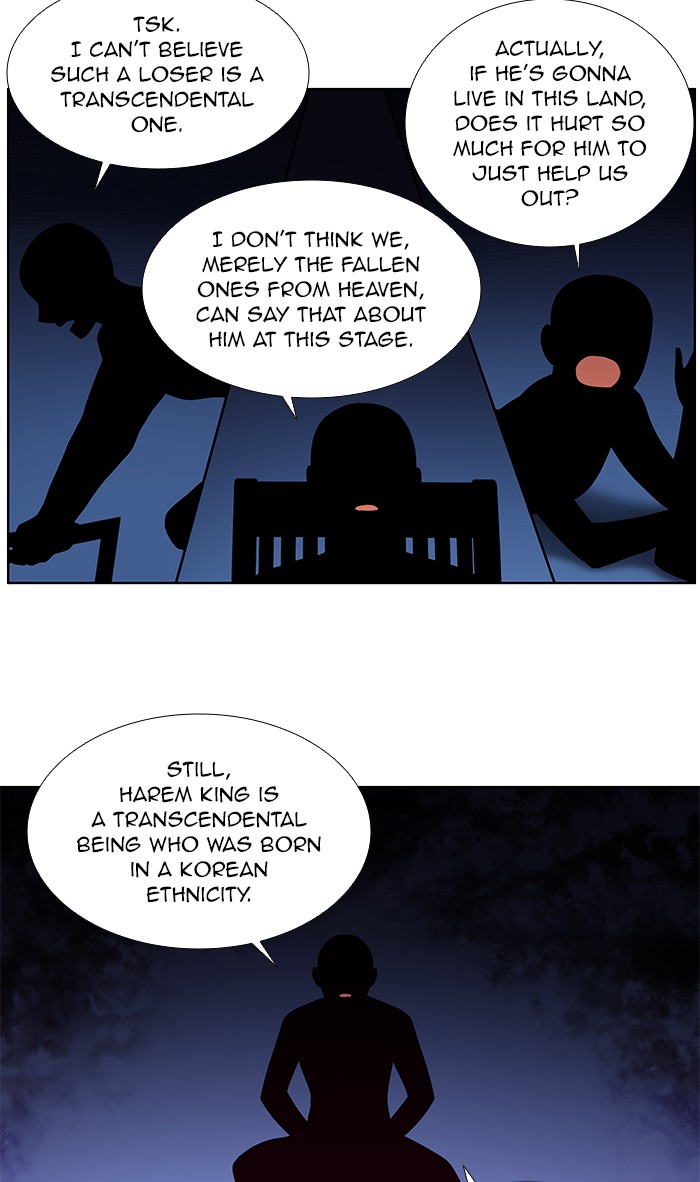 TSK.
I CAN'T BELIEVE
SUCH A LOSER IS A
TRANSCENDENTAL
ONE.
I DON'T THINK WE,
MERELY THE FALLEN
ONES FROM HEAVEN,
CAN SAY THAT ABOUT
HIM AT THIS STAGE.
ACTUALLY,
IF HE'S GONNA
LIVE IN THIS LAND,
DOES IT HURT SO
MUCH FOR HIM TO
JUST HELP US
OUT?
STILL,
HAREM KING IS
A TRANSCENDENTAL
BEING WHO WAS BORN
IN A KOREAN
ETHNICITY.